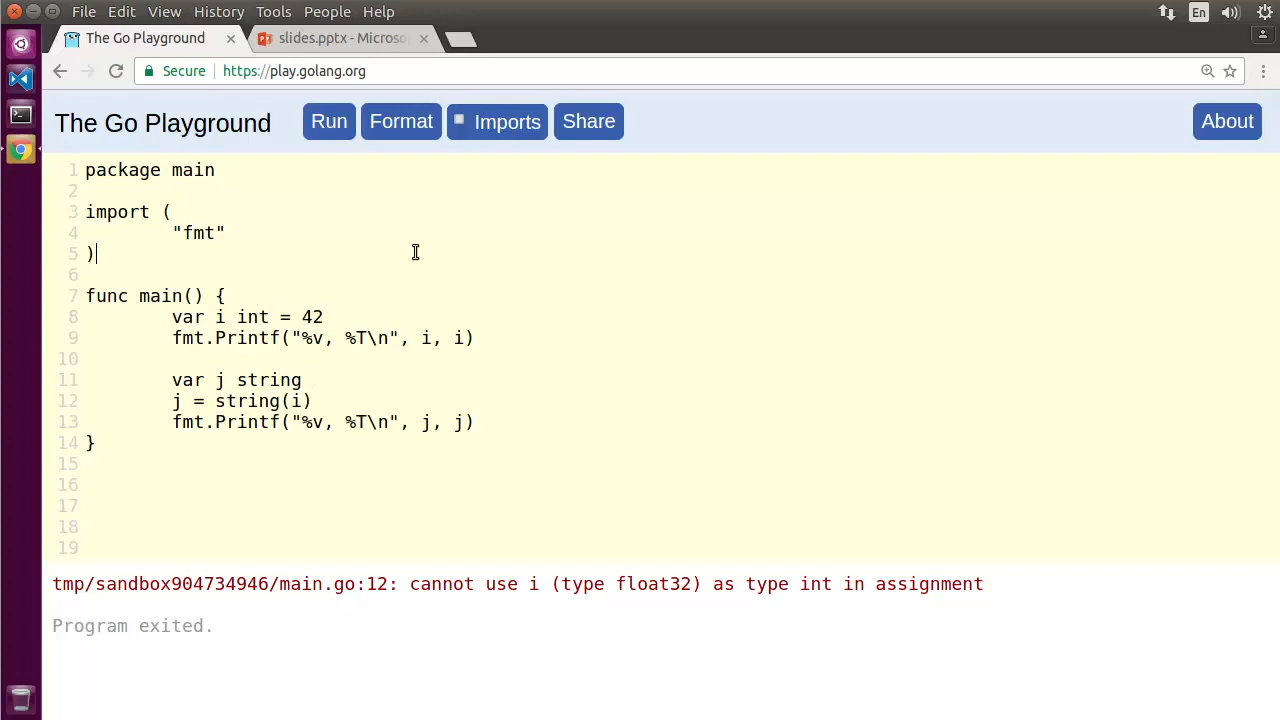 File Edit View History Tools People Help
En
The Go Playground
slides.pptx - Microso
Secure https://play.golang.org
The Go Playground Run Format Imports Share About
1 package main
2
3 import (
4 "fmt"
5 )
6
7 func main() {
8 var i int = 42
9 fmt.Printf("%v, %T\n", i, i)
10
11 var j string
12 j = string(i)
13 fmt.Printf("%v, %T\n", j, j)
14 }
15
16
17
18
19
tmp/sandbox904734946/main.go:12: cannot use i (type float32) as type int in assignment
Program exited.